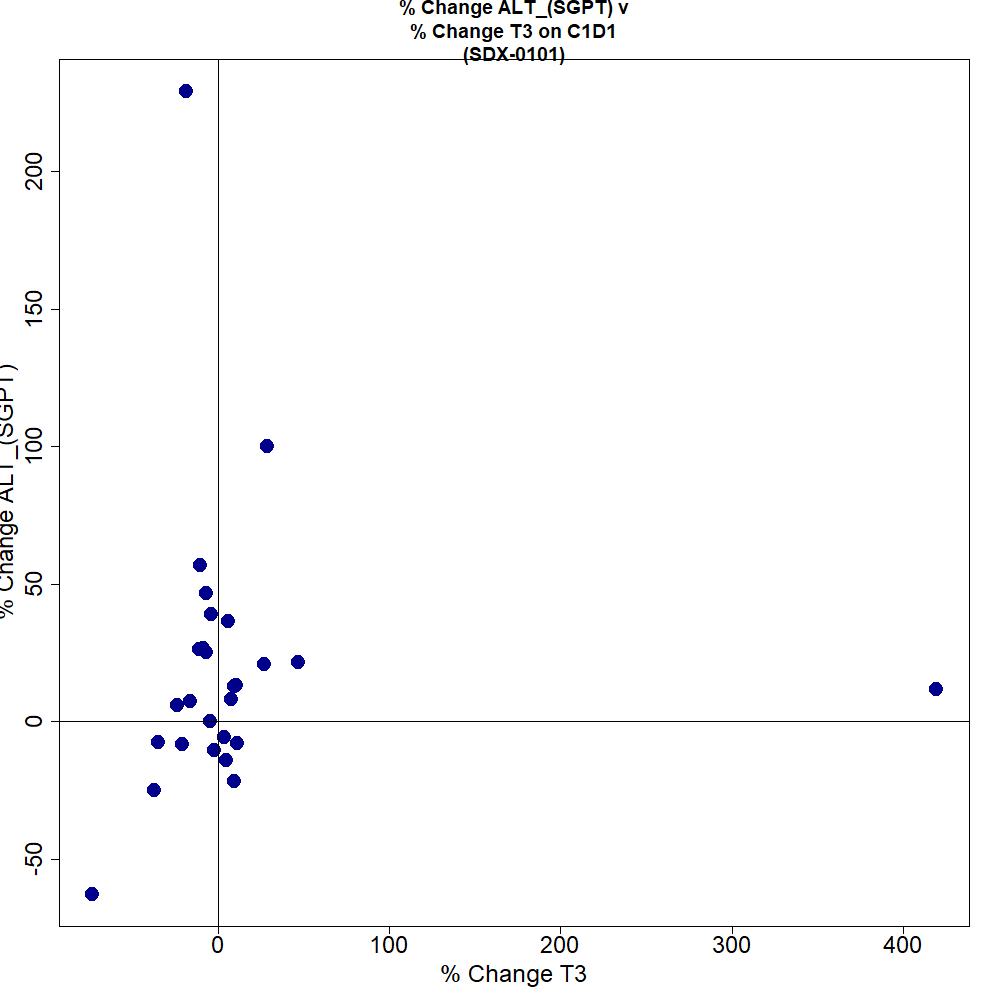 % Change ALT_(SGPT) v
% Change T3 on C1D1
(SDX-0101)
% Change ALT_(SGPT)
200
150
100
50
0
-50
0 100 200 300 400
% Change T3